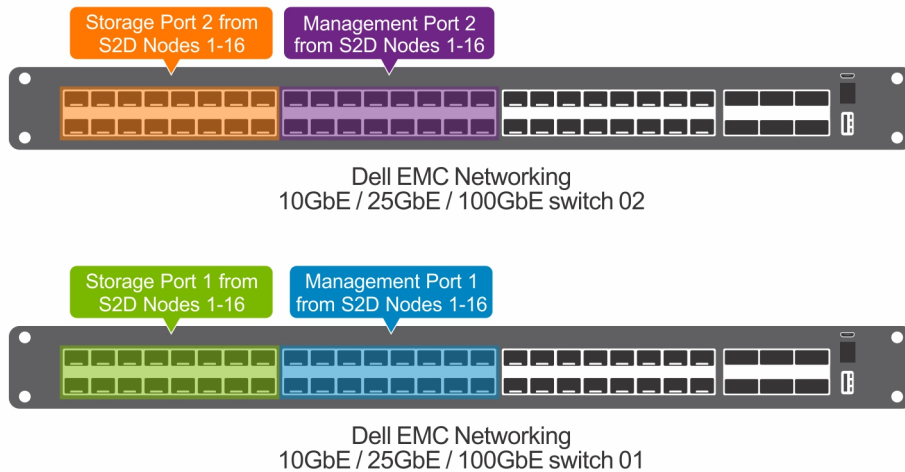 Storage Port 2 from
S2D Nodes 1-16
Management Port 2
from S2D Nodes 1-16
Dell EMC Networking
10GbE / 25GbE / 100GbE switch 02
Storage Port 1 from
S2D Nodes 1-16
Management Port 1
from S2D Nodes 1-16
Dell EMC Networking
10GbE / 25GbE / 100GbE switch 01